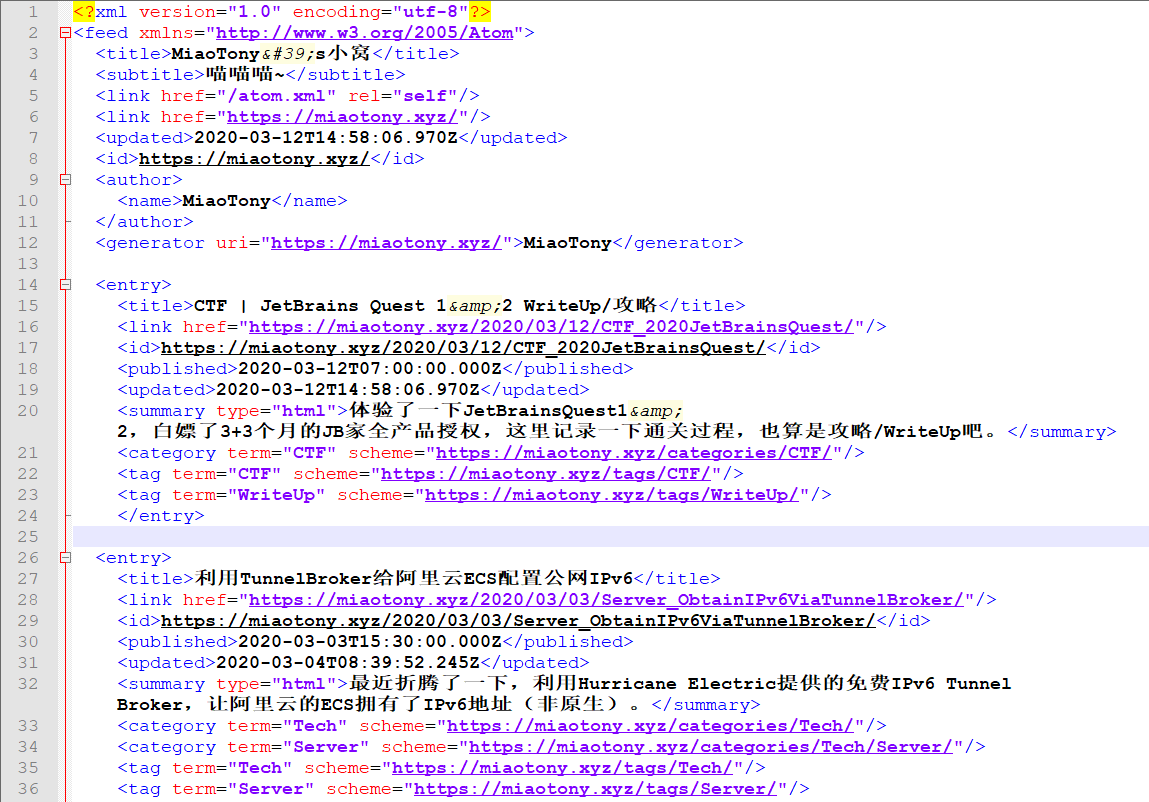 1 <?xml version="1.0" encoding="utf-8"?>
2 <feed xmlns="http://www.w3.org/2005/Atom">
3 <title>MiaoTony&#39;s小窝</title>
4 <subtitle>喵喵喵~</subtitle>
5 <link href="/atom.xml" rel="self"/>
6 <link href="https://miaotony.xyz/"/>
7 <updated>2020-03-12T14:58:06.970Z</updated>
8 <id>https://miaotony.xyz/</id>
9 <author>
10 <name>MiaoTony</name>
11 </author>
12 <generator uri="https://miaotony.xyz/">MiaoTony</generator>
13
14 <entry>
15 <title>CTF | JetBrains Quest 1&amp;2 WriteUp/攻略</title>
16 <link href="https://miaotony.xyz/2020/03/12/CTF_2020JetBrainsQuest/"/>
17 <id>https://miaotony.xyz/2020/03/12/CTF_2020JetBrainsQuest/</id>
18 <published>2020-03-12T07:00:00.000Z</published>
19 <updated>2020-03-12T14:58:06.970Z</updated>
20 <summary type="html">体验了一下JetBrainsQuest1&amp;
2，白嫖了3+3个月的JB家全产品授权，这里记录一下通关过程，也算是攻略/WriteUp吧。</summary>
21 <category term="CTF" scheme="https://miaotony.xyz/categories/CTF/"/>
22 <tag term="CTF" scheme="https://miaotony.xyz/tags/CTF/"/>
23 <tag term="WriteUp" scheme="https://miaotony.xyz/tags/WriteUp/"/>
24 </entry>
25
26 <entry>
27 <title>利用TunnelBroker给阿里云ECS配置公网IPv6</title>
28 <link href="https://miaotony.xyz/2020/03/03/Server_ObtainIPv6ViaTunnelBroker/"/>
29 <id>https://miaotony.xyz/2020/03/03/Server_ObtainIPv6ViaTunnelBroker/</id>
30 <published>2020-03-03T15:30:00.000Z</published>
31 <updated>2020-03-04T08:39:52.245Z</updated>
32 <summary type="html">最近折腾了一下，利用Hurricane Electric提供的免费IPv6 Tunnel
Broker，让阿里云的ECS拥有了IPv6地址（非原生）。</summary>
33 <category term="Tech" scheme="https://miaotony.xyz/categories/Tech/"/>
34 <category term="Server" scheme="https://miaotony.xyz/categories/Tech/Server/"/>
35 <tag term="Tech" scheme="https://miaotony.xyz/tags/Tech/"/>
36 <tag term="Server" scheme="https://miaotony.xyz/tags/Server/"/>